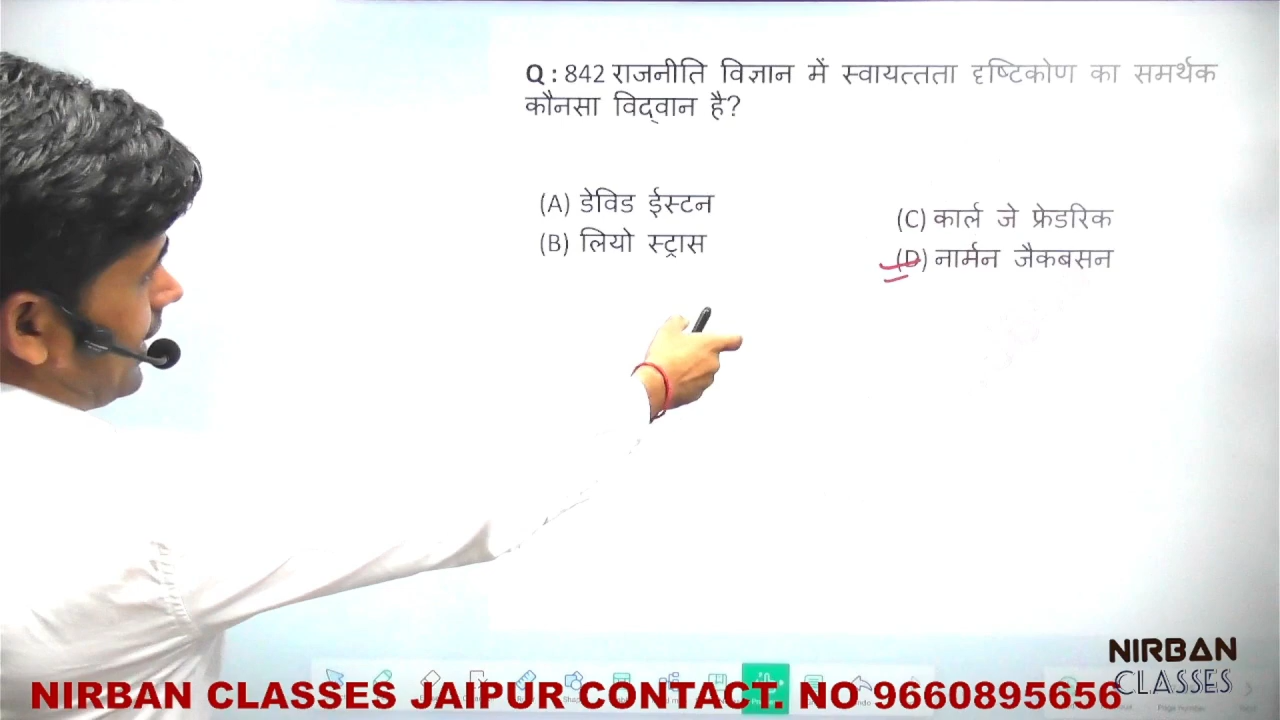 Q : 842 राजनीति विज्ञान में स्वायत्तता दृष्टिकोण का समर्थक
कौनसा विद्वान है?
(A) डेविड ईस्टन
(B) लियो स्ट्रास
(C) कार्ल जे फ्रेडरिक
(D) नार्मन जैकबसन
NIRBAN
CLASSES
NIRBAN CLASSES JAIPUR CONTACT. NO 9660895656